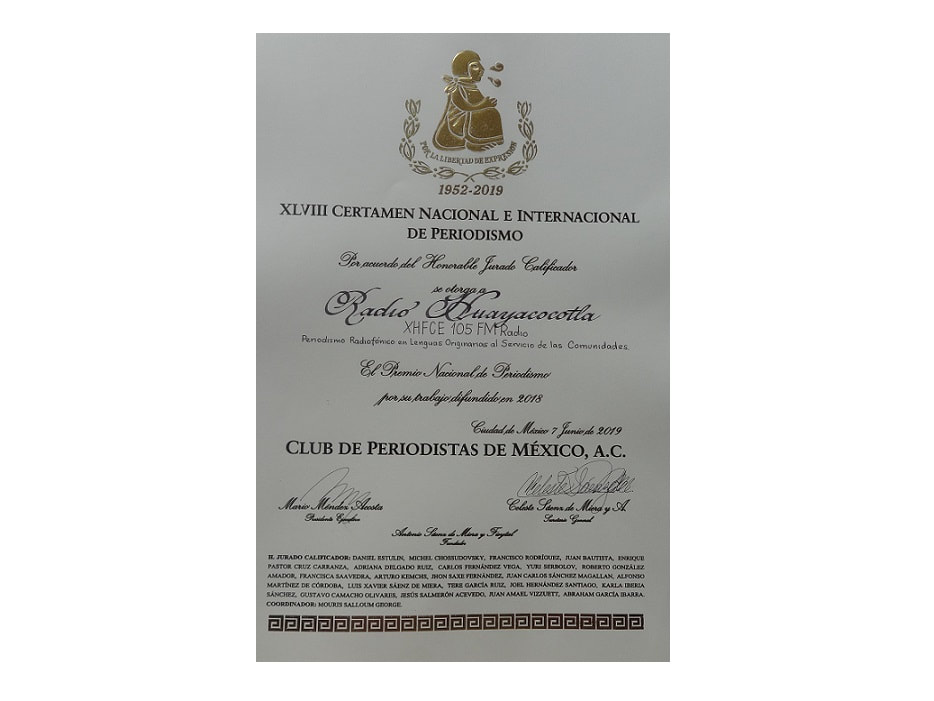 POR LA LIBERTAD DE EXPRESION
1952-2019
XLVIII CERTAMEN NACIONAL E INTERNACIONAL
DE PERIODISMO
Por acuerdo del Honorable Jurado Calificador
se otorga a
Radio Huayacocotla
XHFCE 105 FM Radio
Periodismo Radiofónico en Lenguas Originarias al Servicio de las Comunidades.
El Premio Nacional de Periodismo
por su trabajo difundido en 2018
Ciudad de México 7 Junio de 2019
CLUB DE PERIODISTAS DE MÉXICO, A.C.
Mario Méndez Acosta
Presidente Ejecutivo
Celeste Sáenz de Miera y A.
Secretario General
Antonio Sáenz de Miera y Fieytal
Fundador
H. JURADO CALIFICADOR: DANIEL ESTULIN, MICHEL CHOSSUDOVSKY, FRANCISCO RODRÍGUEZ, JUAN BAUTISTA, ENRIQUE
PASTOR CRUZ CARRANZA, ADRIANA DELGADO RUIZ, CARLOS FERNÁNDEZ VEGA, YURI SERBOLOV, ROBERTO GONZÁLEZ
AMADOR, FRANCISCA SAAVEDRA, ARTURO KEMCHS, JHON SAXE FERNÁNDEZ, JUAN CARLOS SÁNCHEZ MAGALLAN, ALFONSO
MARTÍNEZ DE CÓRDOBA, LUIS XAVIER SÁENZ DE MIERA, TERE GARCÍA RUIZ, JOEL HERNÁNDEZ SANTIAGO, KARLA IBERIA
SÁNCHEZ, GUSTAVO CAMACHO OLIVARES, JESÚS SALMERÓN ACEVEDO, JUAN AMAEL VIZZUETT, ABRAHAM GARCÍA IBARRA.
COORDINADOR: MOURIS SALLOUM GEORGE.